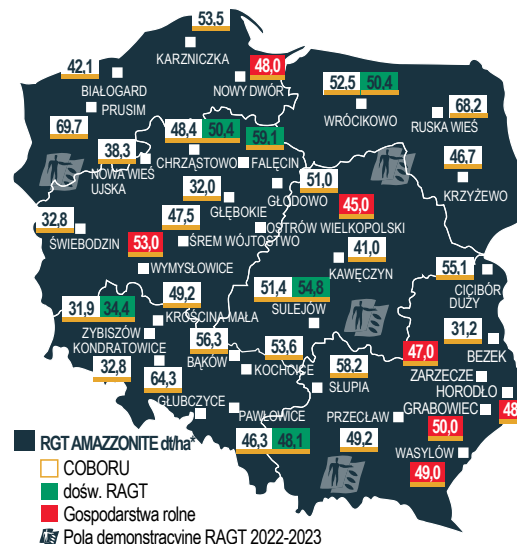 53,5
KARZNICZKA
42,1
BIAŁOGARD
48,0
NOWY DWÓR
52,5 50,4
WRÓCIKOWO
PRUSIM
69,7
68,2
RUSKA WIEŚ
38,3
NOWA WIEŚ
UJSKA
48,4 50,4
CHRZĄSTOWO
59,1
FALĘCIN
46,7
KRZYŻEWO
32,0
GŁĘBOKIE
GŁODOWO
51,0
45,0
OSTRÓW WIELKOPOLSKI
32,8
ŚWIEBODZIN
47,5
ŚREM WÓJTOSTWO
53,0
WYMYSŁOWICE
41,0
KAWĘCZYN
55,1
CICIBÓR
DUŻY
31,9 34,4
ZYBISZÓW
49,2
KROŚCINA MAŁA
51,4 54,8
SULEJÓW
31,2
BEZEK
KONDRATOWICE
32,8
56,3
BĄKÓW
53,6
KOCHCICE
58,2
SŁUPIA
47,0
ZARZECZE
HORODŁO
48
64,3
GŁUBCZYCE
PAWŁOWICE
46,3 48,1
PRZECŁAW
49,2
GRABOWIEC
50,0
WASYLÓW
49,0
RGT AMAZZONITE dt/ha*
COBORU
dośw. RAGT
Gospodarstwa rolne
Pola demonstracyjne RAGT 2022-2023